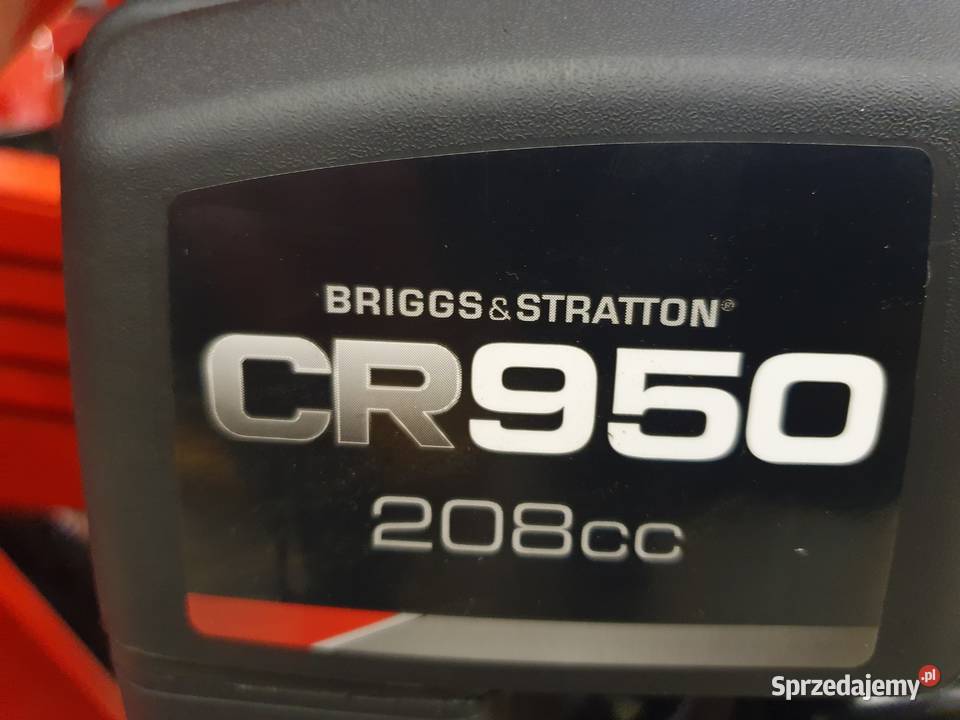 BRIGGS & STRATTON®
CR950
208cc
Sprzedajemy.pl